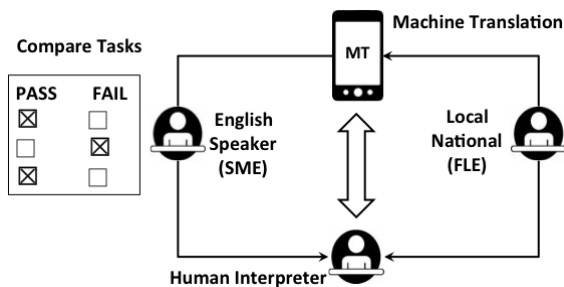 Compare Tasks
PASS FAIL
MT
Machine Translation
English
Speaker
(SME)
Local
National
(FLE)
Human Interpreter